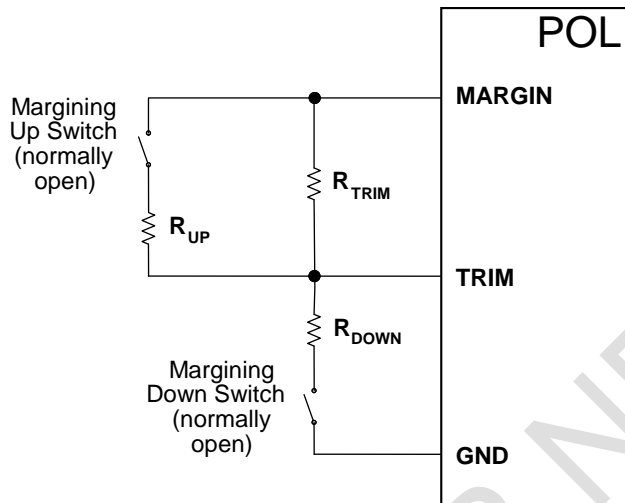 POL
MARGIN
Margining
Up Switch
(normally
open)
R_TRIM
R_UP
TRIM
R_DOWN
Margining
Down Switch
(normally
open)
GND